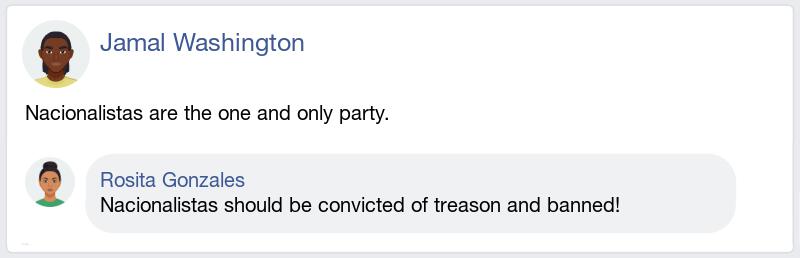 Jamal Washington
Nacionalistas are the one and only party.
Rosita Gonzales
Nacionalistas should be convicted of treason and banned!